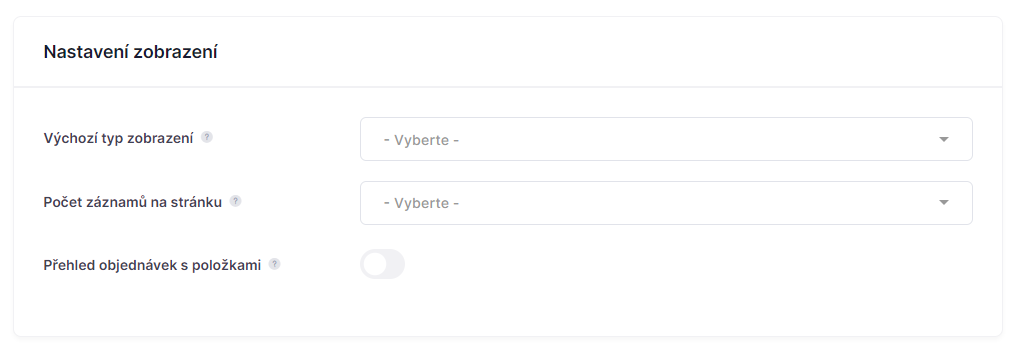 Nastavení zobrazení
Výchozí typ zobrazení ?
- Vyberte -
Počet záznamů na stránku ?
- Vyberte -
Přehled objednávek s položkami ?